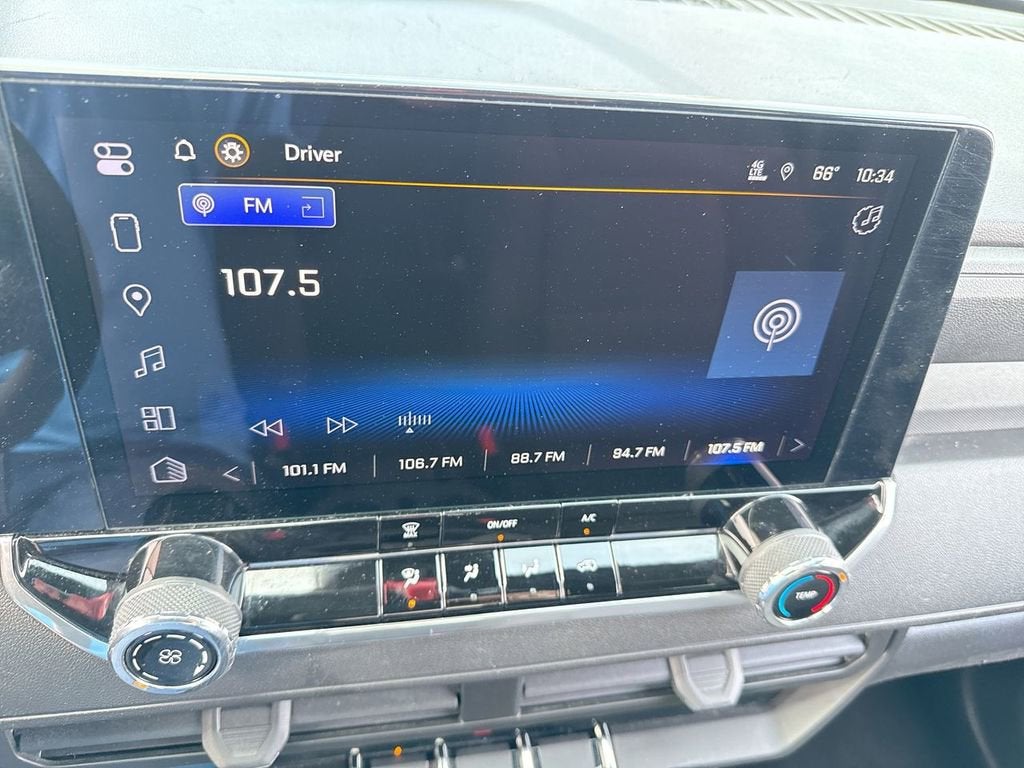 Driver
4G
LTE
66° 10:34
FM
107.5
101.1 FM 106.7 FM 88.7 FM 94.7 FM 107.5 FM
MAX
ON/OFF
A/C
TEMP